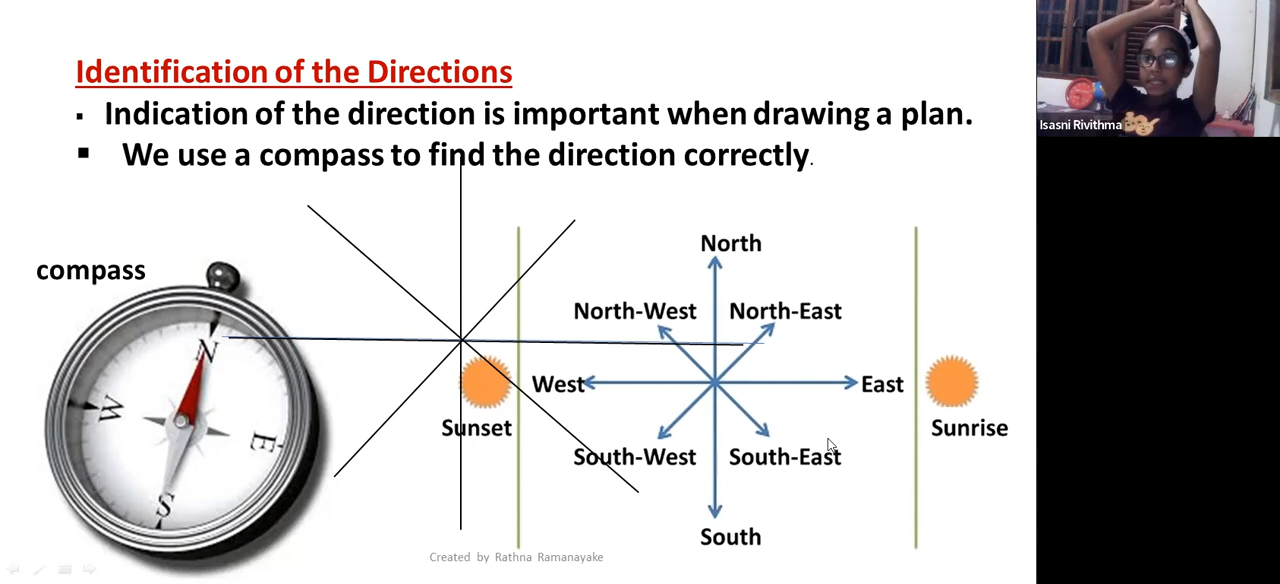 Identification of the Directions
▪ Indication of the direction is important when drawing a plan.
▪ We use a compass to find the direction correctly.
Isasni Rivithma
compass
N
W
E
S
North
North-West North-East
West East
Sunset Sunrise
South-West South-East
South
Created by Rathna Ramanayake